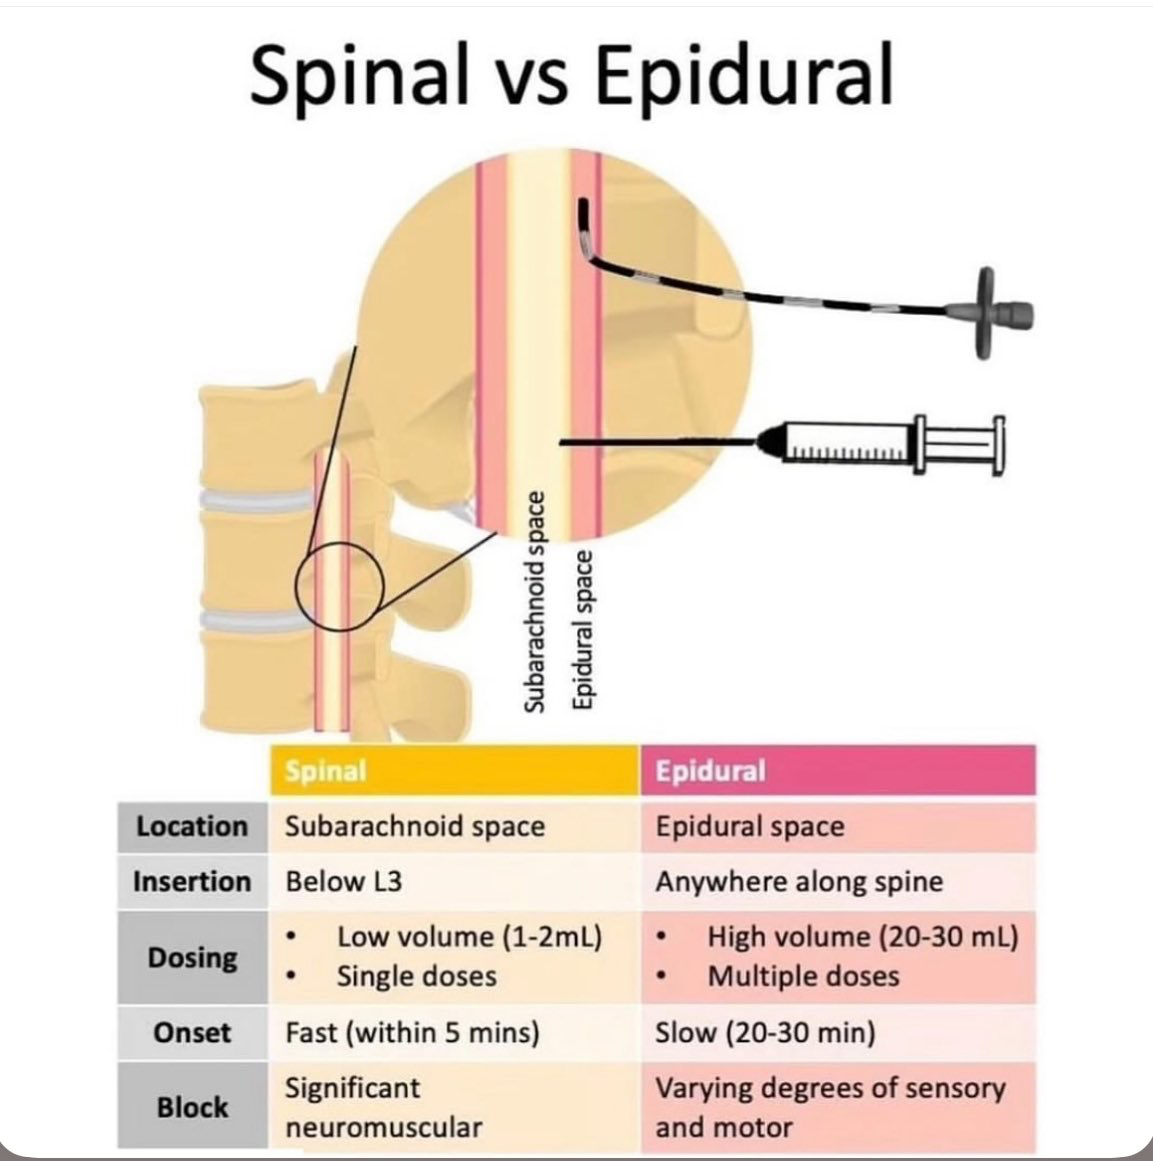 Spinal vs Epidural
Subarachnoid space
Epidural space
Spinal Epidural
Location Subarachnoid space Epidural space
Insertion Below L3 Anywhere along spine
Dosing
• Low volume (1-2mL)
• Single doses
• High volume (20-30 mL)
• Multiple doses
Onset Fast (within 5 mins) Slow (20-30 min)
Block
Significant
neuromuscular
Varying degrees of sensory
and motor